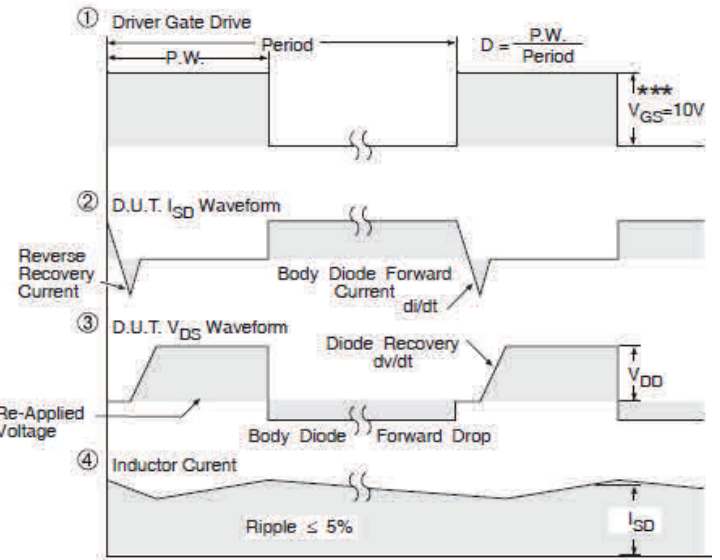 ① Driver Gate Drive
Period
P.W.
D = P.W.
Period
***
VGS=10V
② D.U.T. ISD Waveform
Reverse
Recovery
Current
Body Diode Forward
Current
di/dt
③ D.U.T. VDS Waveform
Diode Recovery
dv/dt
VDD
Re-Applied
Voltage
Body Diode Forward Drop
④ Inductor Curent
Ripple ≤ 5%
ISD